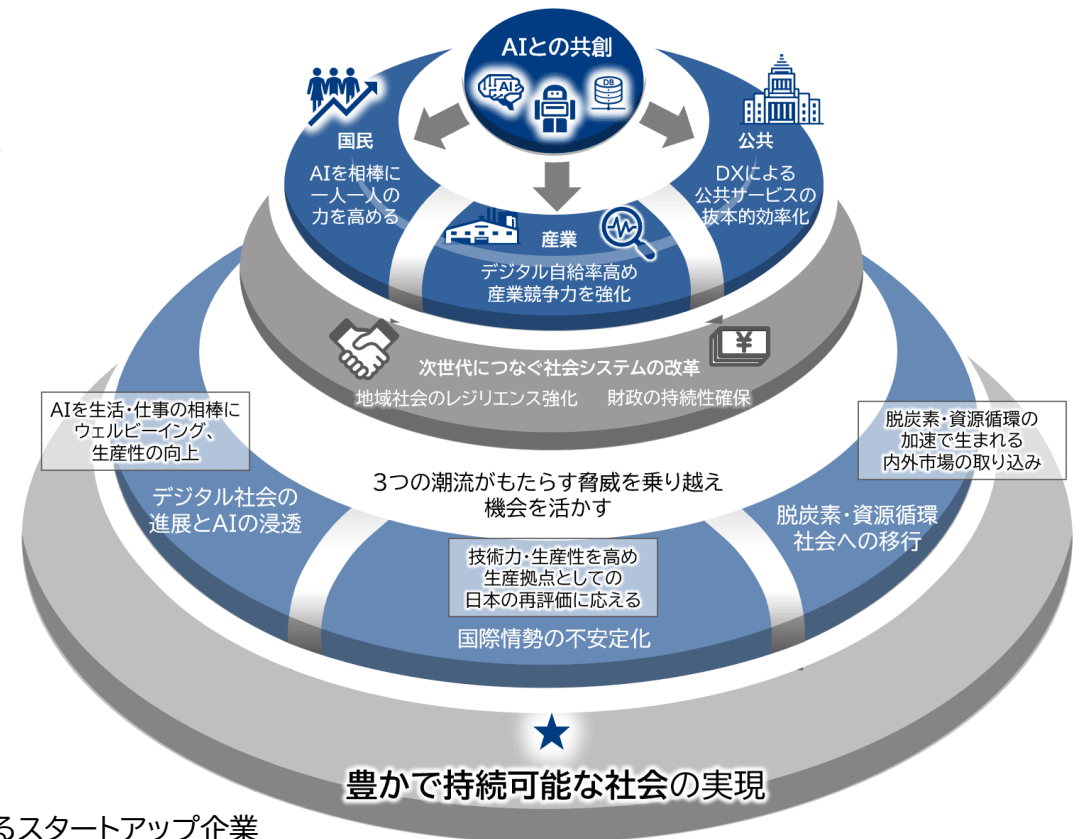 AIとの共創
AI
DB
国民
AIを相棒に
一人一人の
力を高める
公共
DXによる
公共サービスの
抜本的効率化
産業
デジタル自給率高め
産業競争力を強化
¥
次世代につなぐ社会システムの改革
地域社会のレジリエンス強化 財政の持続性確保
AIを生活・仕事の相棒に
ウェルビーイング、
生産性の向上
デジタル社会の
進展とAIの浸透
3つの潮流がもたらす脅威を乗り越え
機会を活かす
脱炭素・資源循環の
加速で生まれる
内外市場の取り込み
脱炭素・資源循環
社会への移行
技術力・生産性を高め
生産拠点としての
日本の再評価に応える
国際情勢の不安定化
豊かで持続可能な社会の実現
るスタートアップ企業